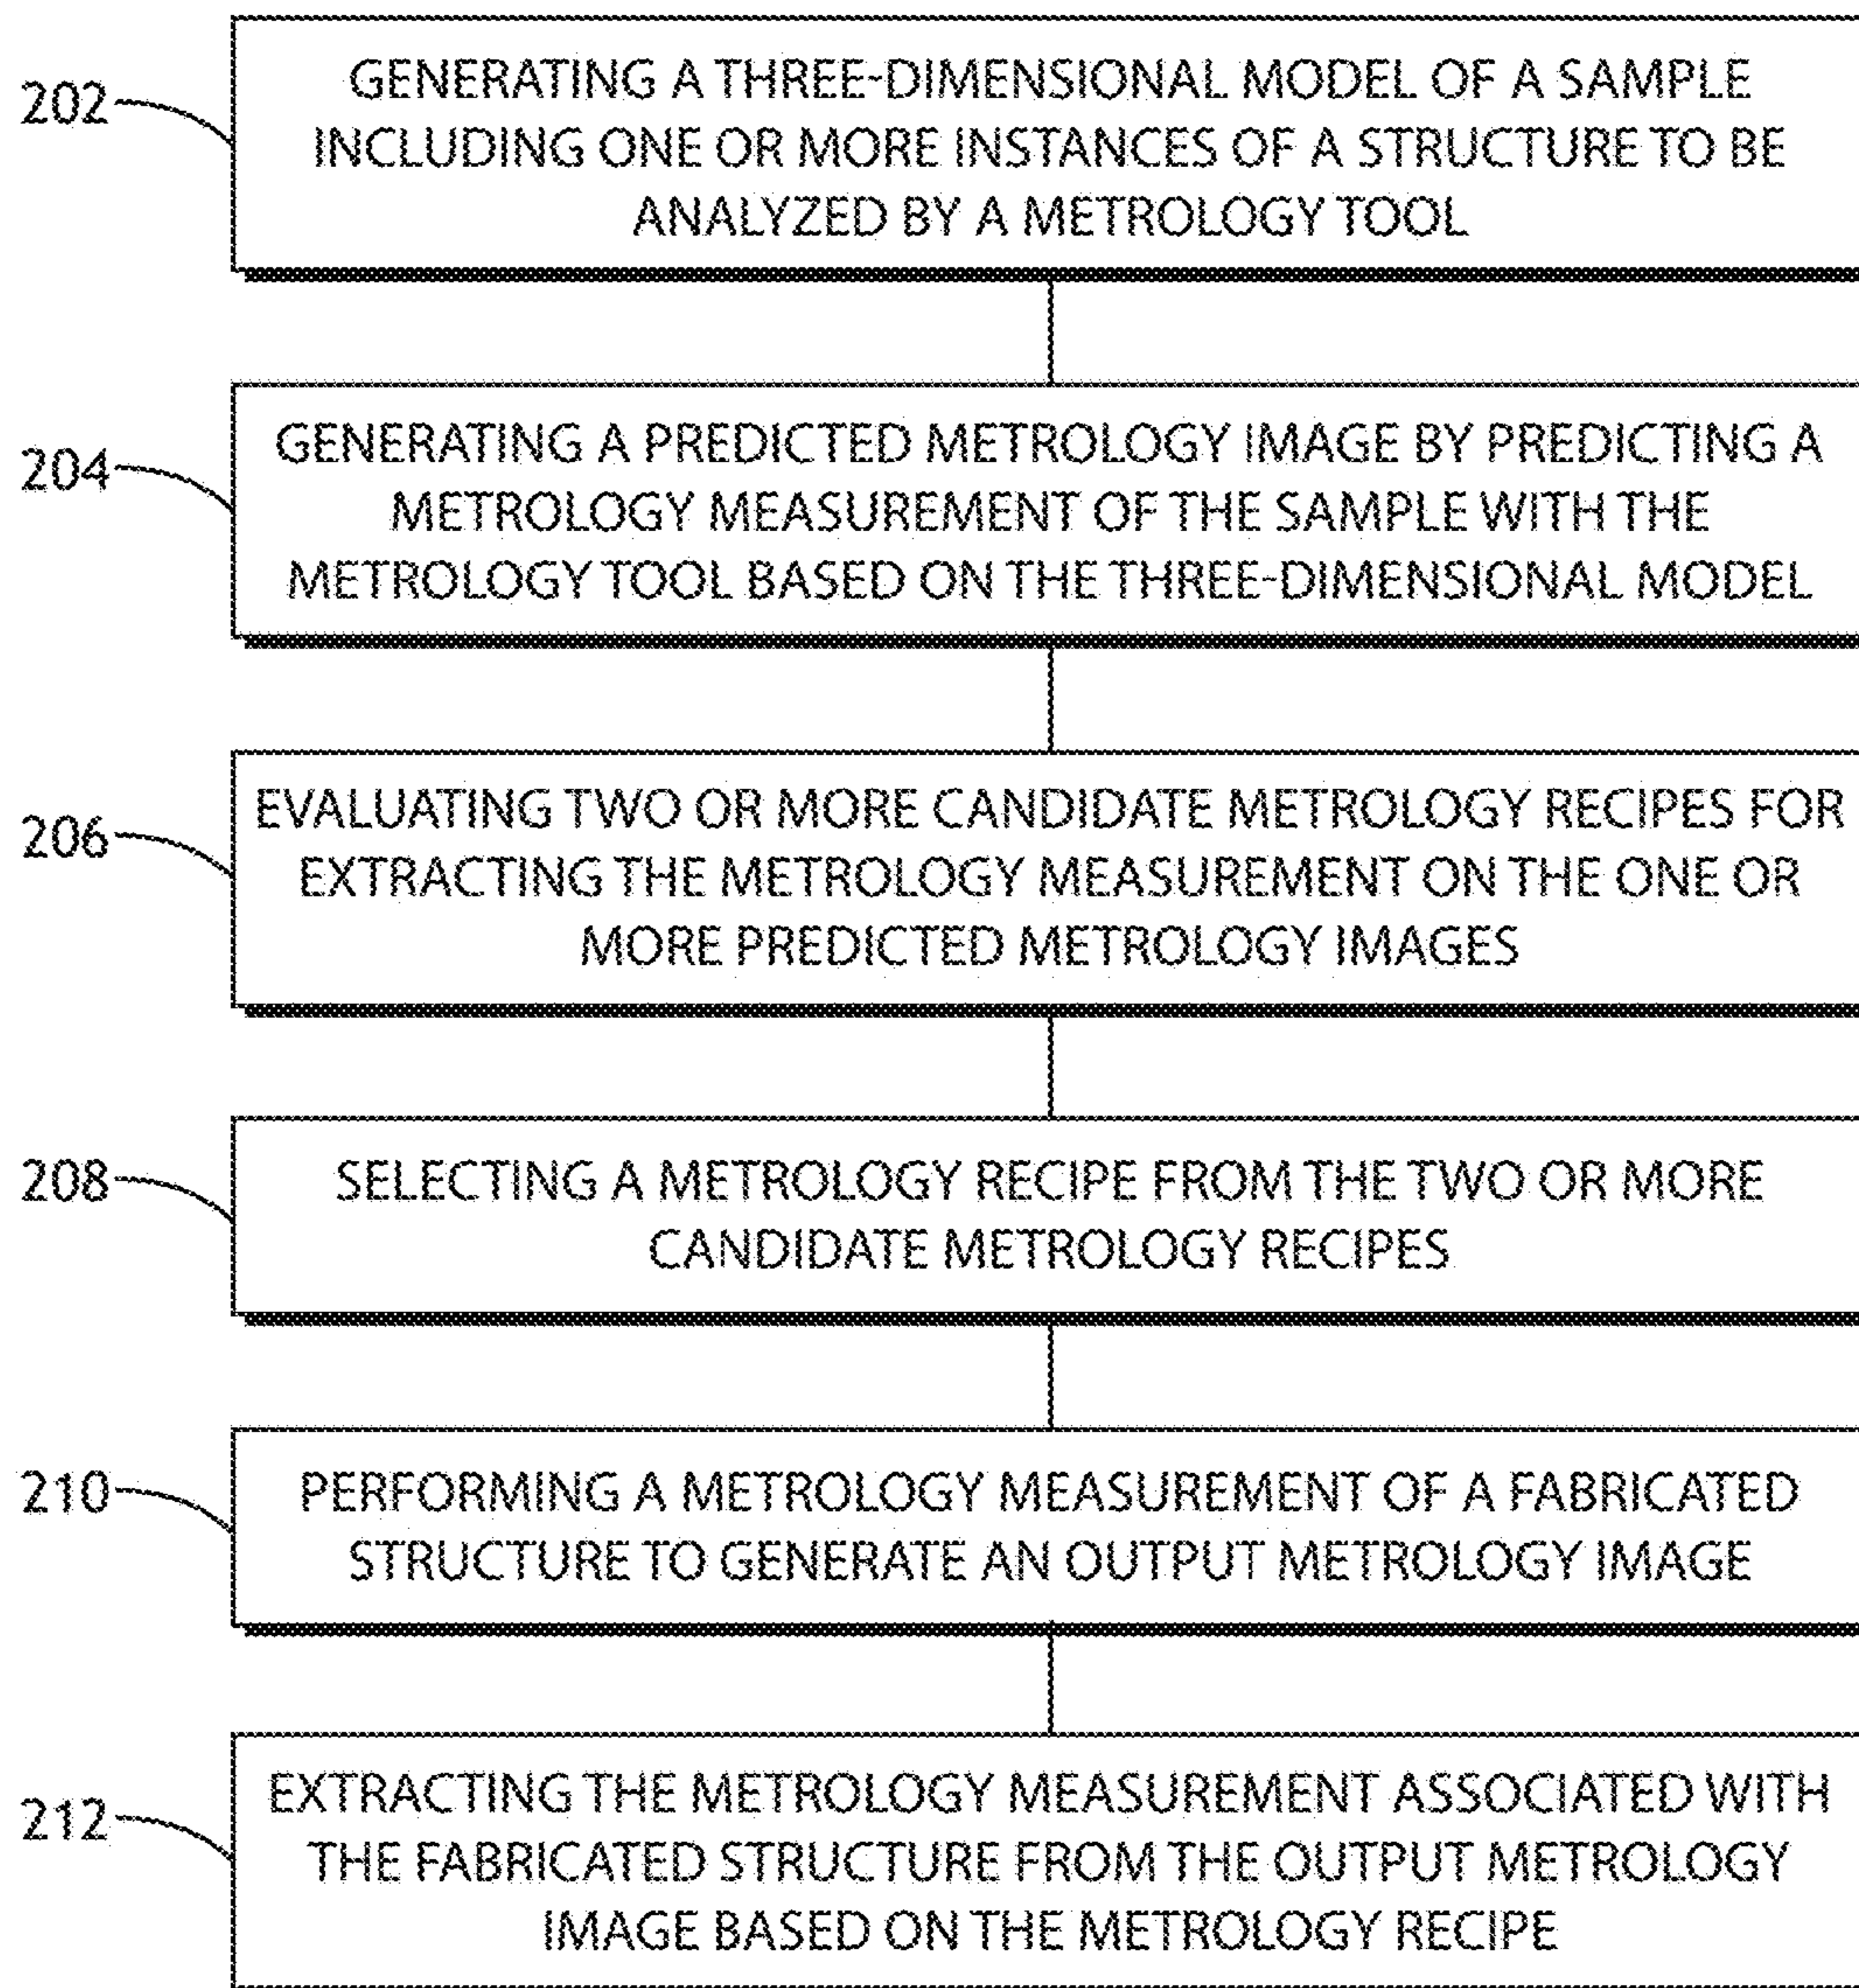 202
GENERATING A THREE-DIMENSIONAL MODEL OF A SAMPLE
INCLUDING ONE OR MORE INSTANCES OF A STRUCTURE TO BE
ANALYZED BY A METROLOGY TOOL
204
GENERATING A PREDICTED METROLOGY IMAGE BY PREDICTING A
METROLOGY MEASUREMENT OF THE SAMPLE WITH THE
METROLOGY TOOL BASED ON THE THREE-DIMENSIONAL MODEL
206
EVALUATING TWO OR MORE CANDIDATE METROLOGY RECIPES FOR
EXTRACTING THE METROLOGY MEASUREMENT ON THE ONE OR
MORE PREDICTED METROLOGY IMAGES
208
SELECTING A METROLOGY RECIPE FROM THE TWO OR MORE
CANDIDATE METROLOGY RECIPES
210
PERFORMING A METROLOGY MEASUREMENT OF A FABRICATED
STRUCTURE TO GENERATE AN OUTPUT METROLOGY IMAGE
212
EXTRACTING THE METROLOGY MEASUREMENT ASSOCIATED WITH
THE FABRICATED STRUCTURE FROM THE OUTPUT METROLOGY
IMAGE BASED ON THE METROLOGY RECIPE